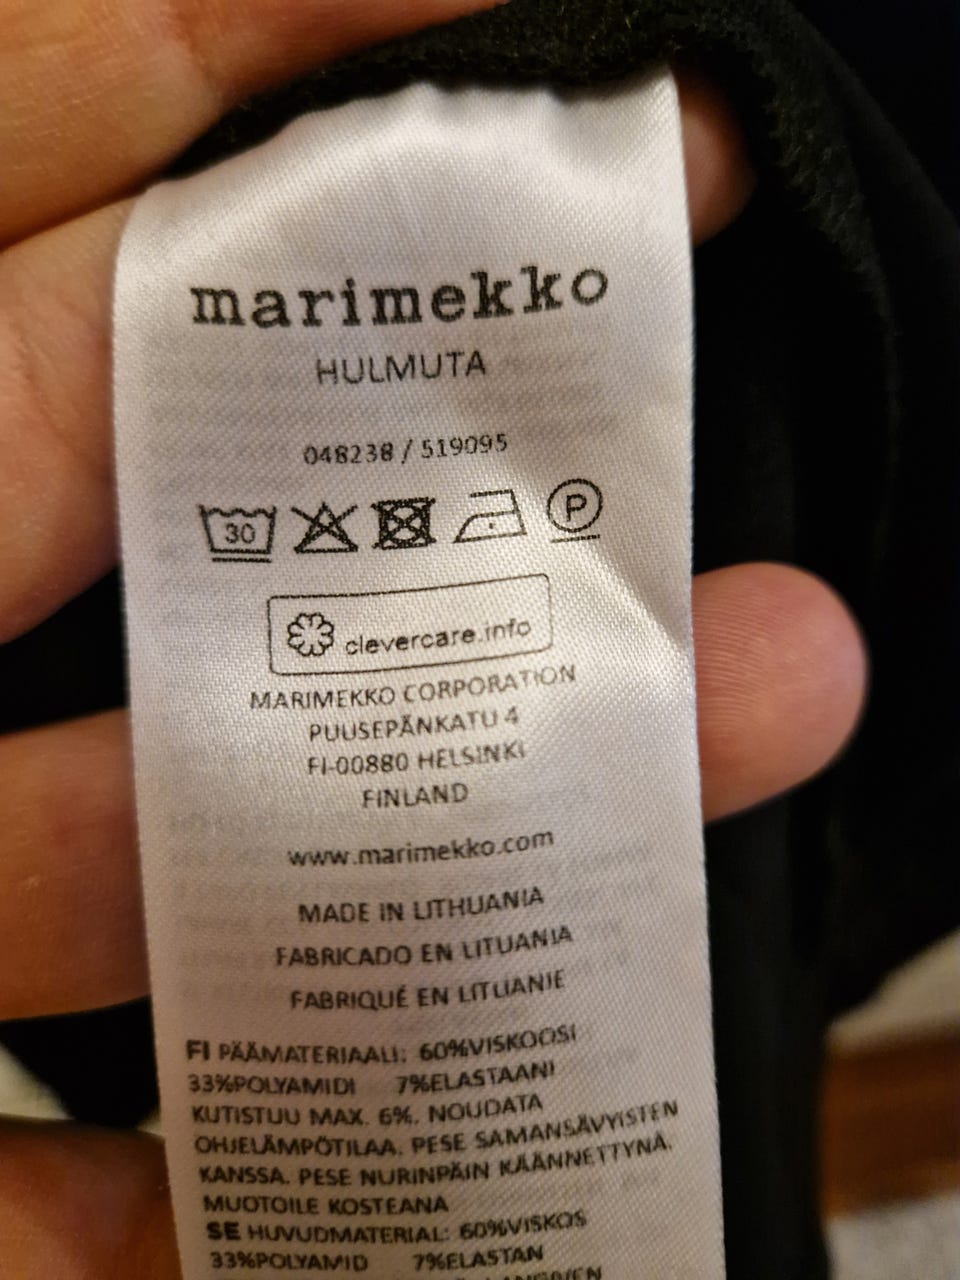 marimekko
HULMUTA
048238 / 519095
30 P
clevercare.info
MARIMEKKO CORPORATION
PUUSEPÄNKATU 4
FI-00880 HELSINKI
FINLAND
www.marimekko.com
MADE IN LITHUANIA
FABRICADO EN LITUANIA
FABRIQUÉ EN LITUANIE
FI PÄÄMATERIAALI: 60%VISKOOSI
33%POLYAMIDI 7%ELASTAANI
KUTISTUU MAX. 6%. NOUDATA
OHJELÄMPÖTILAA. PESE SAMANSÄVYISTEN
KANSSA. PESE NURINPÄIN KÄÄNNETTYNÄ.
MUOTOILE KOSTEANA
SE HUVUDMATERIAL: 60%VISKOS
33%POLYAMID 7%ELASTAN